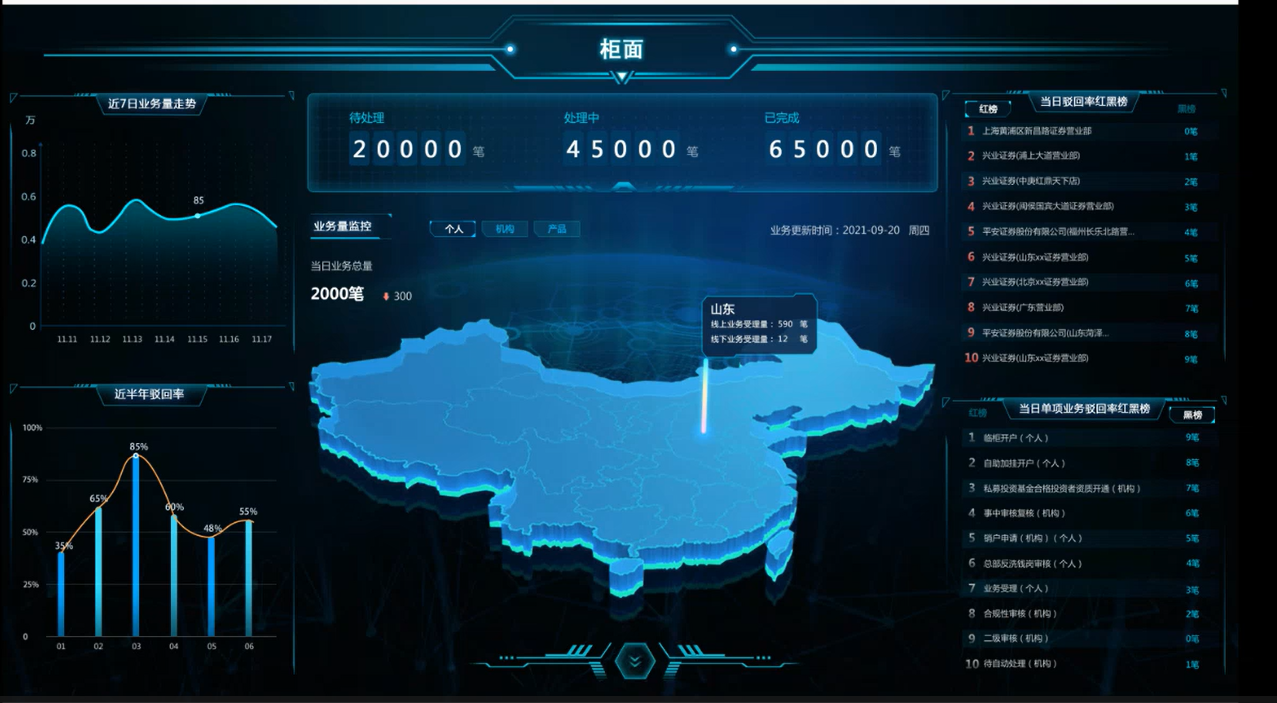 柜面
近7日业务量走势
万
0.8
0.6
0.4
0.2
0
85
11.11 11.12 11.13 11.14 11.15 11.16 11.17
近半年驳回率
100%
75%
50%
25%
0
35% 65% 85% 60% 48% 55%
01 02 03 04 05 06
待处理 处理中 已完成
20000 笔 45000 笔 65000 笔
业务量监控 个人 机构 产品 业务更新时间：2021-09-20 周四
当日业务总量
2000笔 300
山东
线上业务受理量：590 笔
线下业务受理量：12 笔
红榜 当日驳回率红黑榜 黑榜
1 上海黄浦区新昌路证券营业部 0笔
2 兴业证券(浦上大道营业部) 1笔
3 兴业证券(中庚红鼎天下店) 2笔
4 兴业证券(闽侯国宾大道证券营业部) 3笔
5 平安证券股份有限公司(福州长乐北路营... 4笔
6 兴业证券(山东xx证券营业部) 5笔
7 兴业证券(北京xx证券营业部) 6笔
8 兴业证券(广东营业部) 7笔
9 平安证券股份有限公司(山东菏泽... 8笔
10 兴业证券(山东xx证券营业部) 9笔
红榜 当日单项业务驳回率红黑榜 黑榜
1 临柜开户（个人） 9笔
2 自助加挂开户（个人） 8笔
3 私募投资基金合格投资者资质开通（机构） 7笔
4 事中审核复核（机构） 6笔
5 销户申请（机构）（个人） 5笔
6 总部反洗钱岗审核（个人） 4笔
7 业务受理（个人） 3笔
8 合规性审核（机构） 2笔
9 二级审核（机构） 0笔
10 待自动处理（机构） 1笔